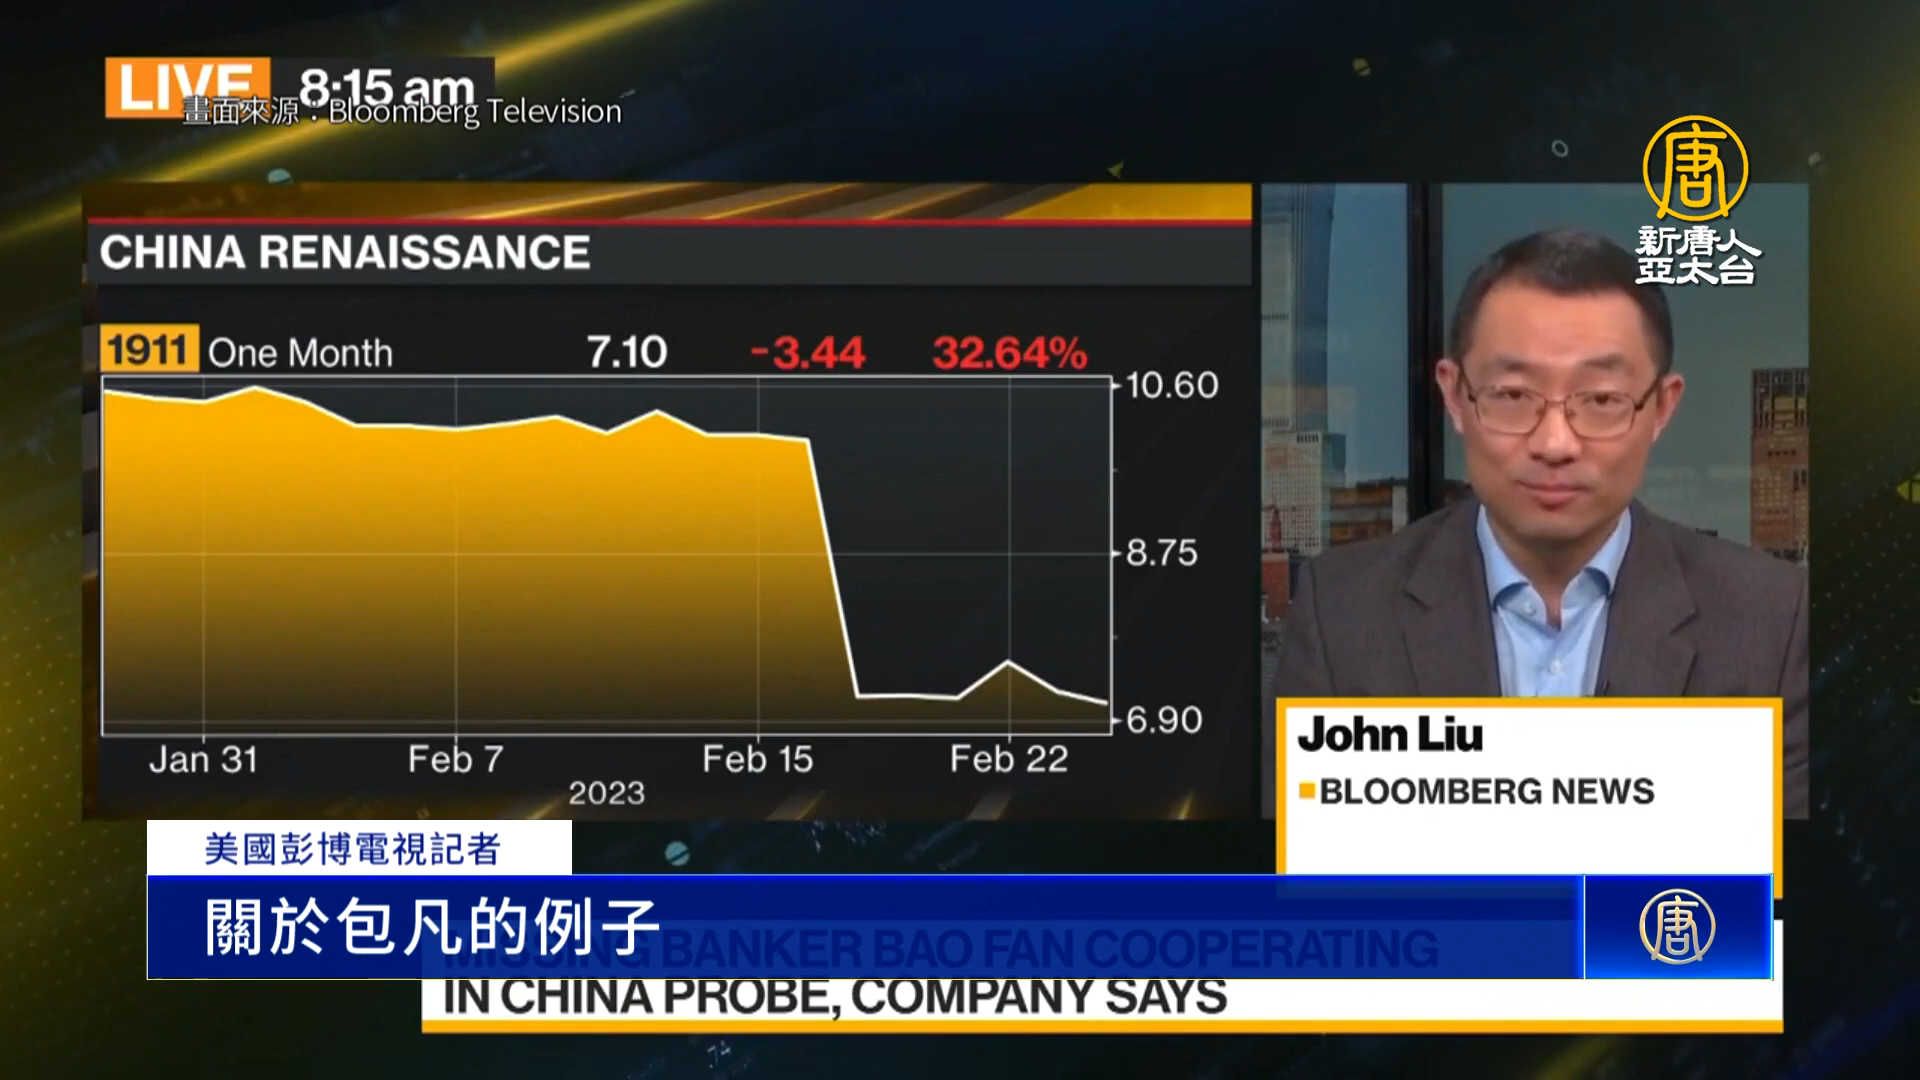 LIVE 8:15 am
畫面來源：Bloomberg Television
唐
新唐人
亞太台
CHINA RENAISSANCE
1911 One Month 7.10 -3.44 32.64%
10.60
8.75
6.90
Jan 31 Feb 7 Feb 15 Feb 22
2023
John Liu
BLOOMBERG NEWS
美國彭博電視記者
關於包凡的例子
唐
MISSING BANKER BAO FAN COOPERATING
IN CHINA PROBE, COMPANY SAYS